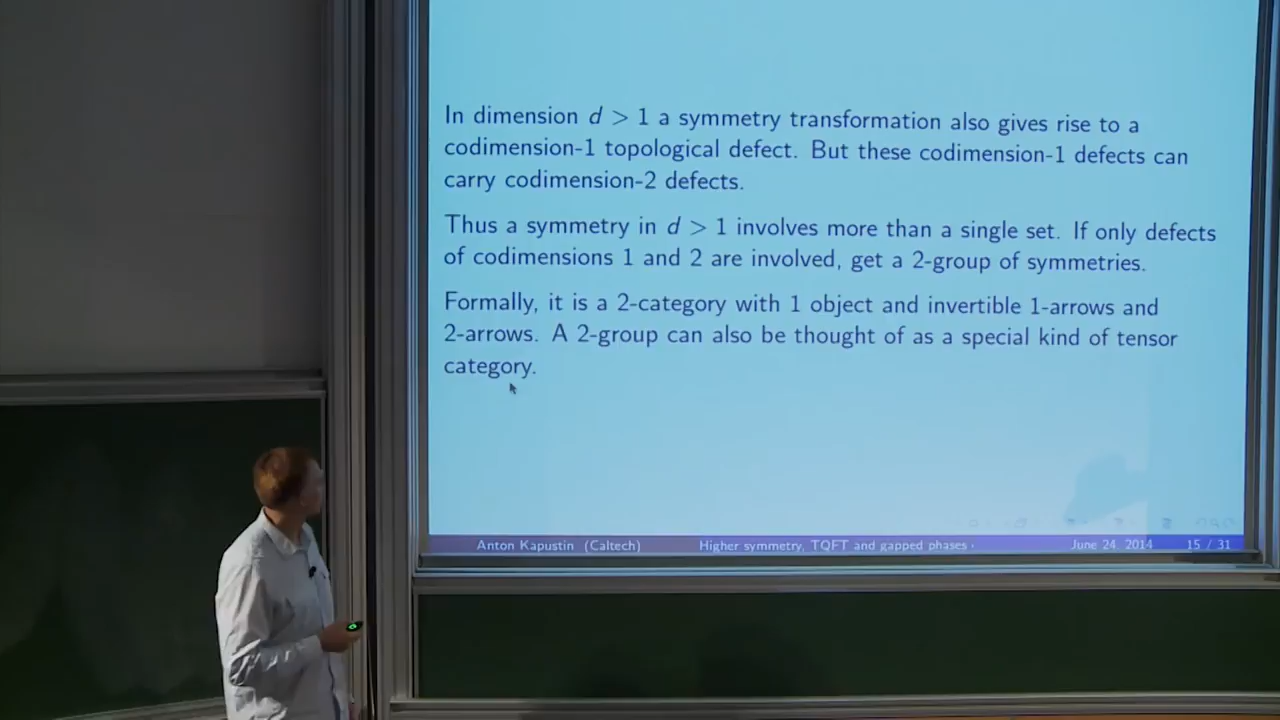 In dimension d > 1 a symmetry transformation also gives rise to a
codimension-1 topological defect. But these codimension-1 defects can
carry codimension-2 defects.
Thus a symmetry in d > 1 involves more than a single set. If only defects
of codimensions 1 and 2 are involved, get a 2-group of symmetries.
Formally, it is a 2-category with 1 object and invertible 1-arrows and
2-arrows. A 2-group can also be thought of as a special kind of tensor
category.
Anton Kapustin (Caltech) Higher symmetry, TQFT and gapped phases June 24, 2014 15 / 31